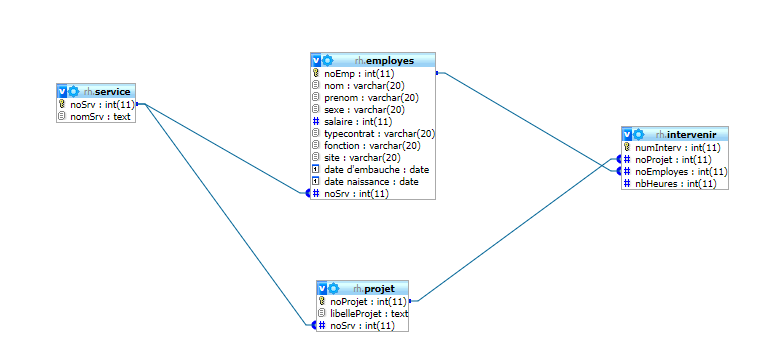 rh.service
noSrv : int(11)
nomSrv : text
rh.employes
noEmp : int(11)
nom : varchar(20)
prenom : varchar(20)
sexe : varchar(20)
salaire : int(11)
typecontrat : varchar(20)
fonction : varchar(20)
site : varchar(20)
date d'embauche : date
date naissance : date
noSrv : int(11)
rh.intervenir
numInterv : int(11)
noProjet : int(11)
noEmployes : int(11)
nbHeures : int(11)
rh.projet
noProjet : int(11)
libelleProjet : text
noSrv : int(11)